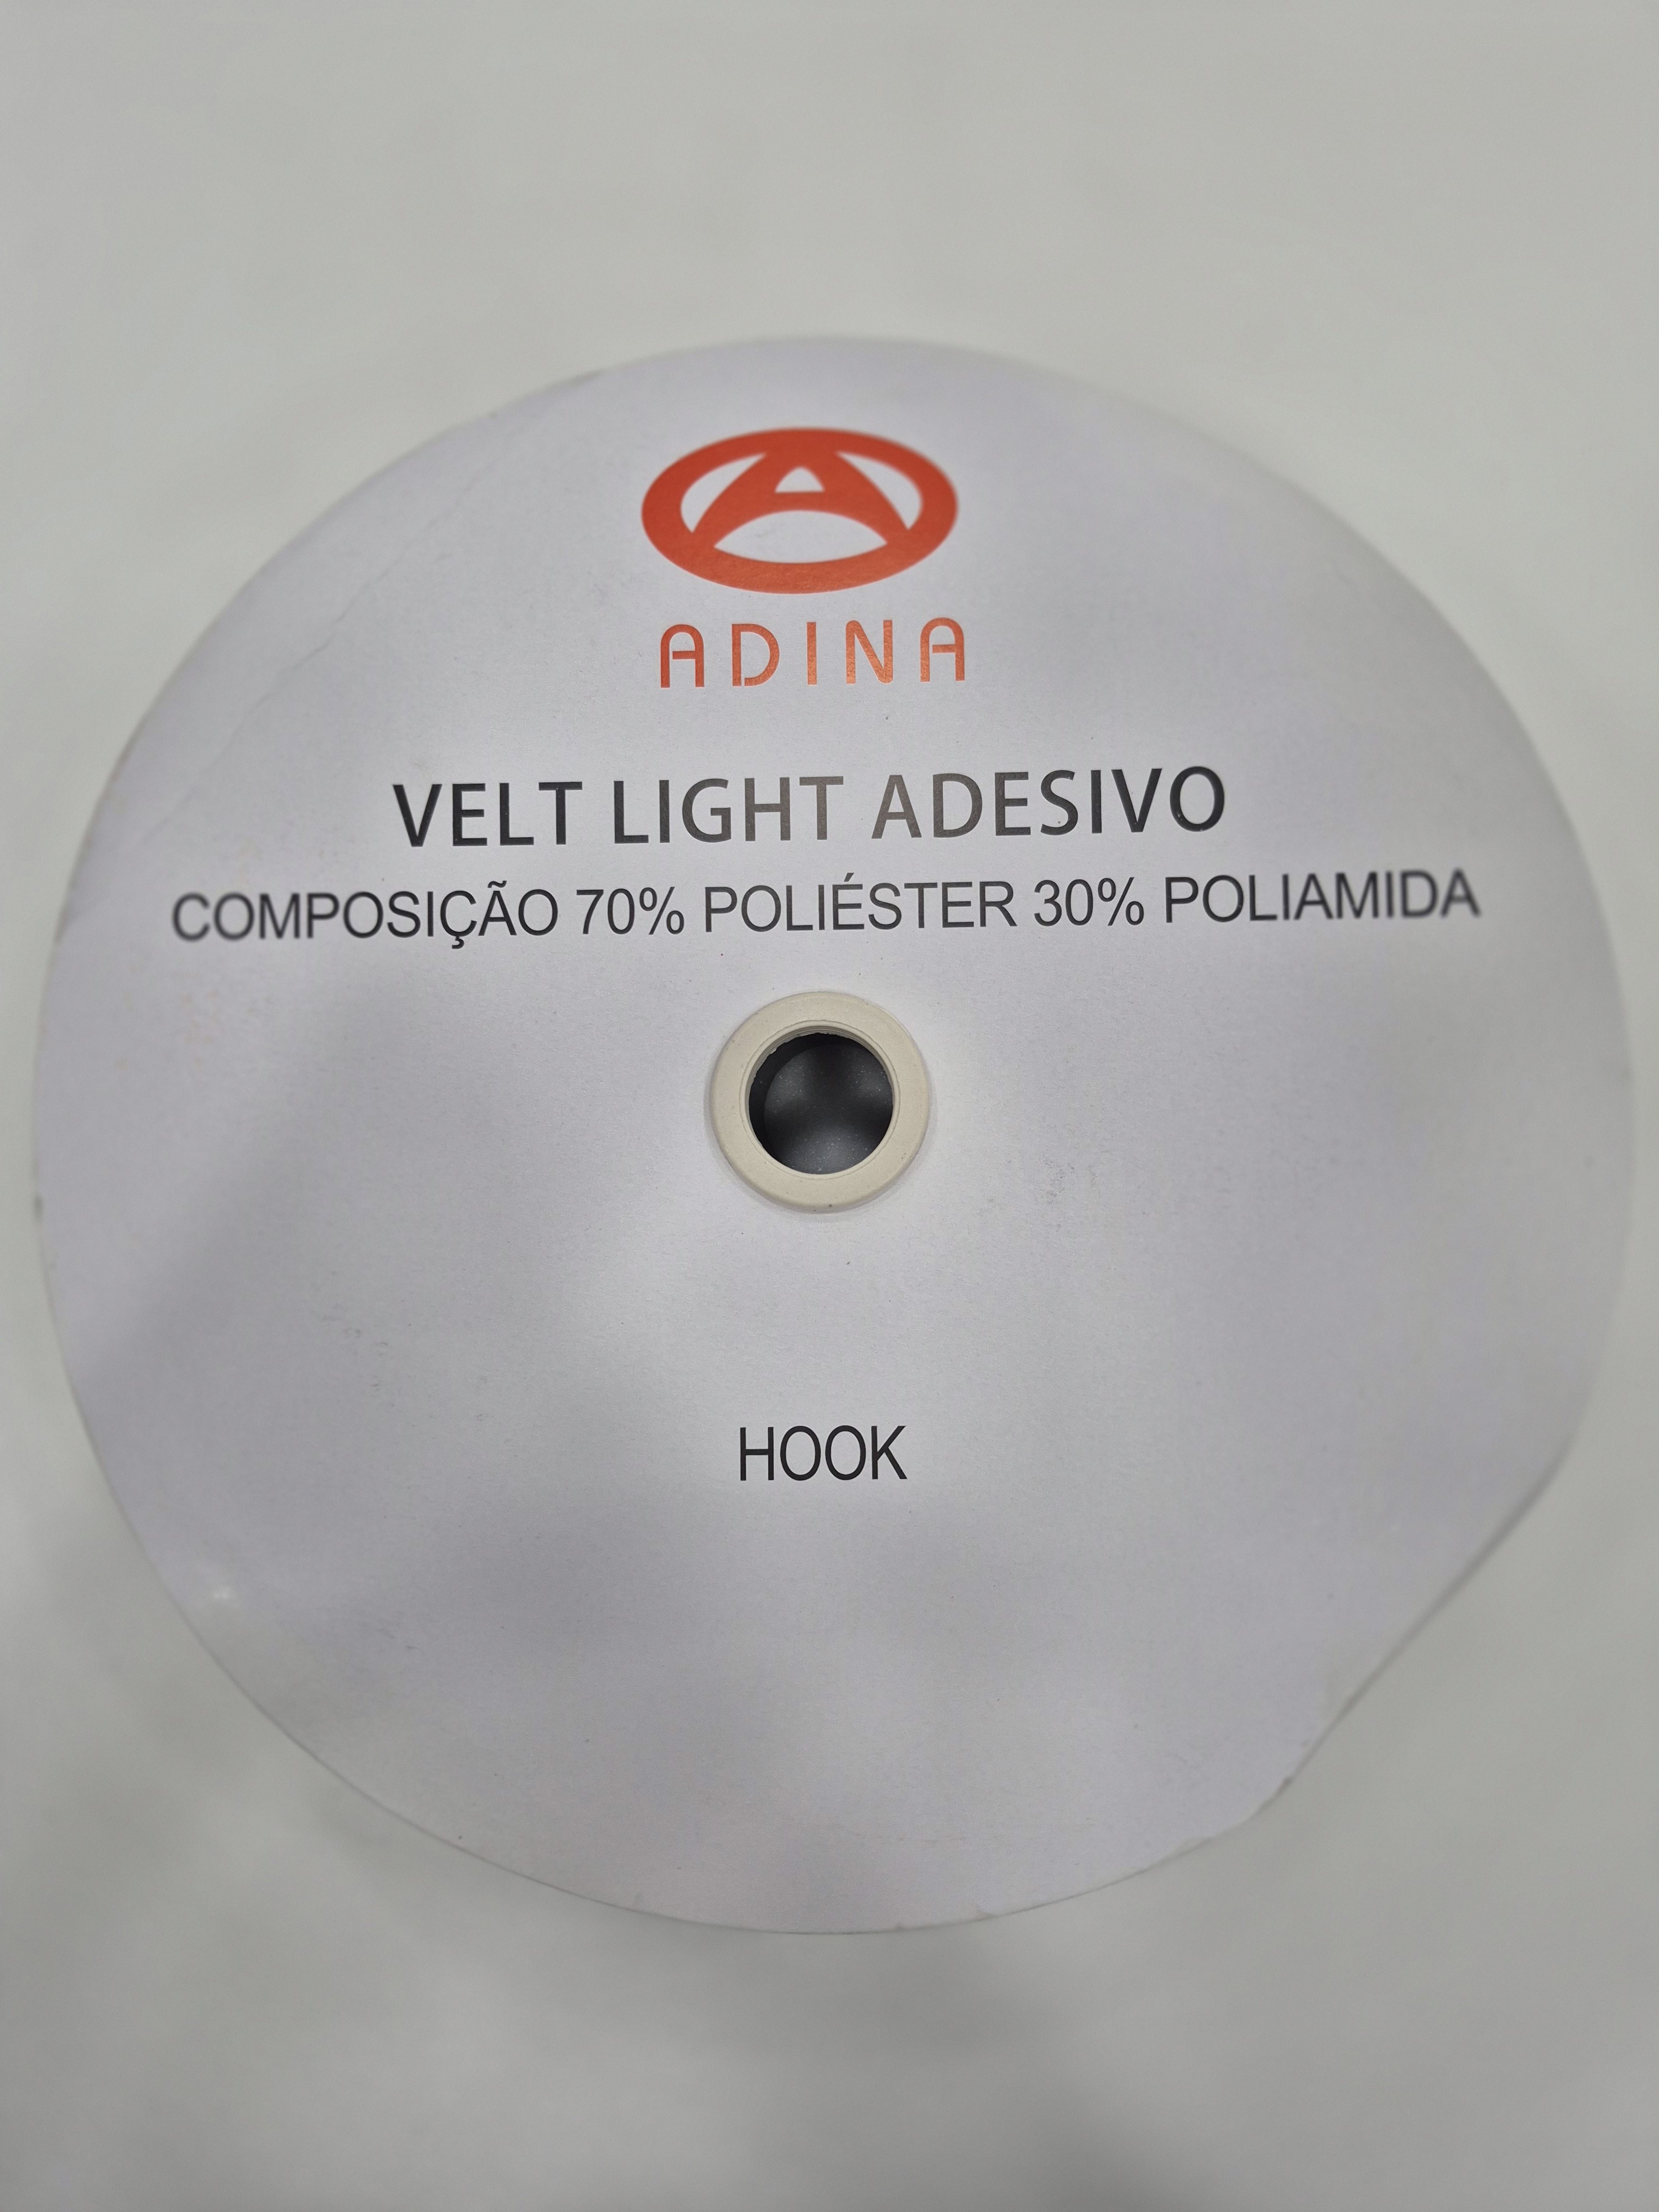 ADINA
VELT LIGHT ADESIVO
COMPOSIÇÃO 70% POLIÉSTER 30% POLIAMIDA
HOOK